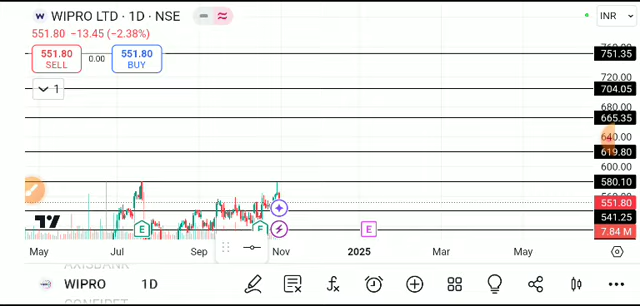 w WIPRO LTD · 1D · NSE
INR
551.80 −13.45 (−2.38%)
551.80 0.00 551.80
SELL BUY
751.35
720.00
1
704.05
680.00
665.35
640.00
619.80
600.00
580.10
551.80
541.25
E E E
7.84 M
May Jul Sep Nov 2025 Mar May
AXISBANK
WIPRO 1D